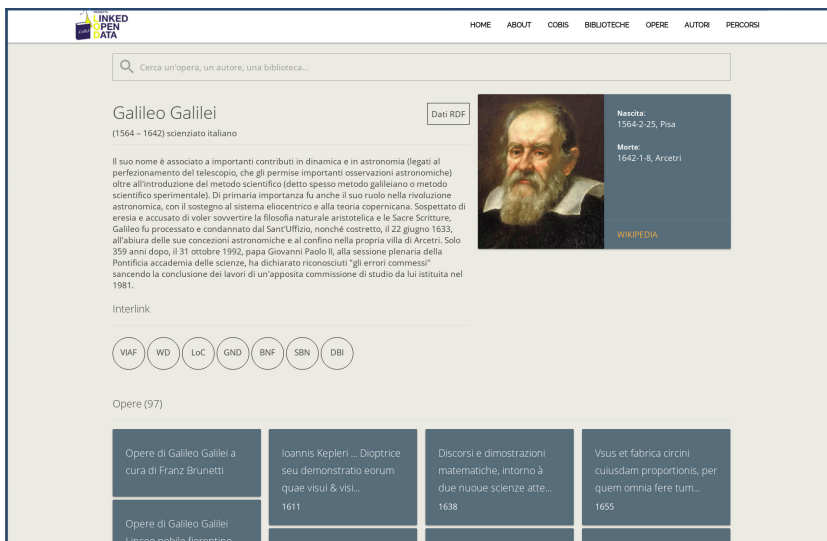 LINKED
OPEN
DATA
HOME ABOUT COBIS BIBLIOTECHE OPERE AUTORI PERCORSI
Cerca un'opera, un autore, una biblioteca...
Galileo Galilei
Dati RDF
(1564 – 1642) scienziato italiano
Il suo nome è associato a importanti contributi in dinamica e in astronomia (legati al
perfezionamento del telescopio, che gli permise importanti osservazioni astronomiche)
oltre all'introduzione del metodo scientifico (detto spesso metodo galileiano o metodo
scientifico sperimentale). Di primaria importanza fu anche il suo ruolo nella rivoluzione
astronomica, con il sostegno al sistema eliocentrico e alla teoria copernicana. Sospettato di
eresia e accusato di voler sovvertire la filosofia naturale aristotelica e le Sacre Scritture,
Galileo fu processato e condannato dal Sant'Uffizio, nonché costretto, il 22 giugno 1633,
all'abiura delle sue concezioni astronomiche e al confino nella propria villa di Arcetri. Solo
359 anni dopo, il 31 ottobre 1992, papa Giovanni Paolo II, alla sessione plenaria della
Pontificia accademia delle scienze, ha dichiarato riconosciuti "gli errori commessi"
sancendo la conclusione dei lavori di un'apposita commissione di studio da lui istituita nel
1981.
Nascita:
1564-2-25, Pisa
Morte:
1642-1-8, Arcetri
WIKIPEDIA
Interlink
VIAF WD LoC GND BNF SBN DBI
Opere (97)
Opere di Galileo Galilei a
cura di Franz Brunetti
Ioannis Kepleri ... Dioptrice
seu demonstratio eorum
quae visui & visi...
1611
Discorsi e dimostrazioni
matematiche, intorno à
due nuoue scienze atte...
1638
Vsus et fabrica circini
cuiusdam proportionis, per
quem omnia fere tum...
1655
Opere di Galileo Galilei
Linceo nobile fiorentino